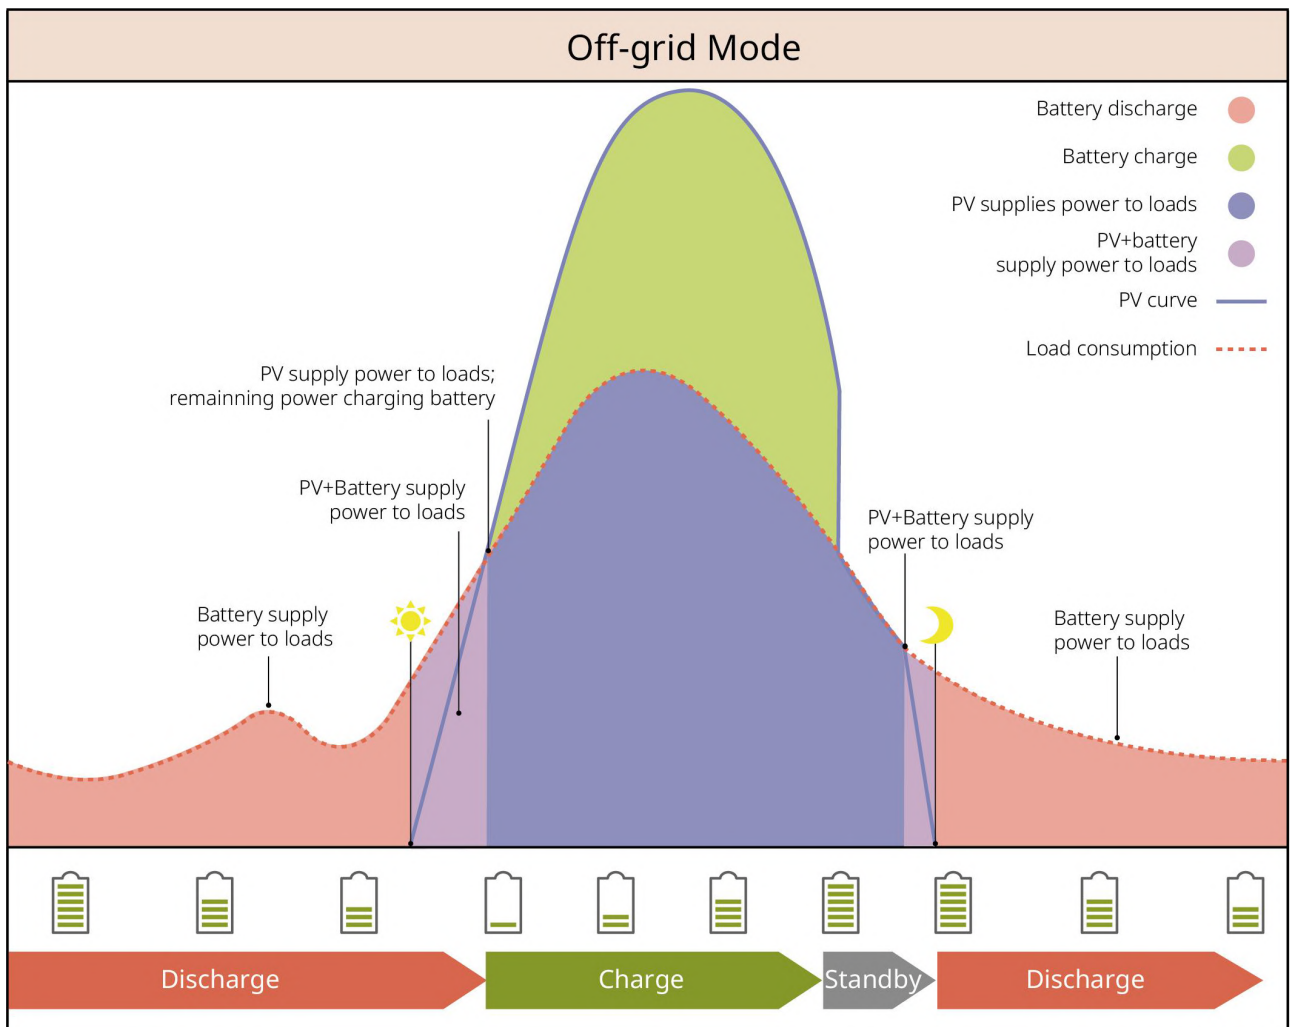 Off-grid Mode
Battery discharge
Battery charge
PV supplies power to loads
PV+battery
supply power to loads
PV curve
Load consumption
PV supply power to loads;
remainning power charging battery
PV+Battery supply
power to loads
PV+Battery supply
power to loads
Battery supply
power to loads
Battery supply
power to loads
Discharge
Charge
Standby
Discharge